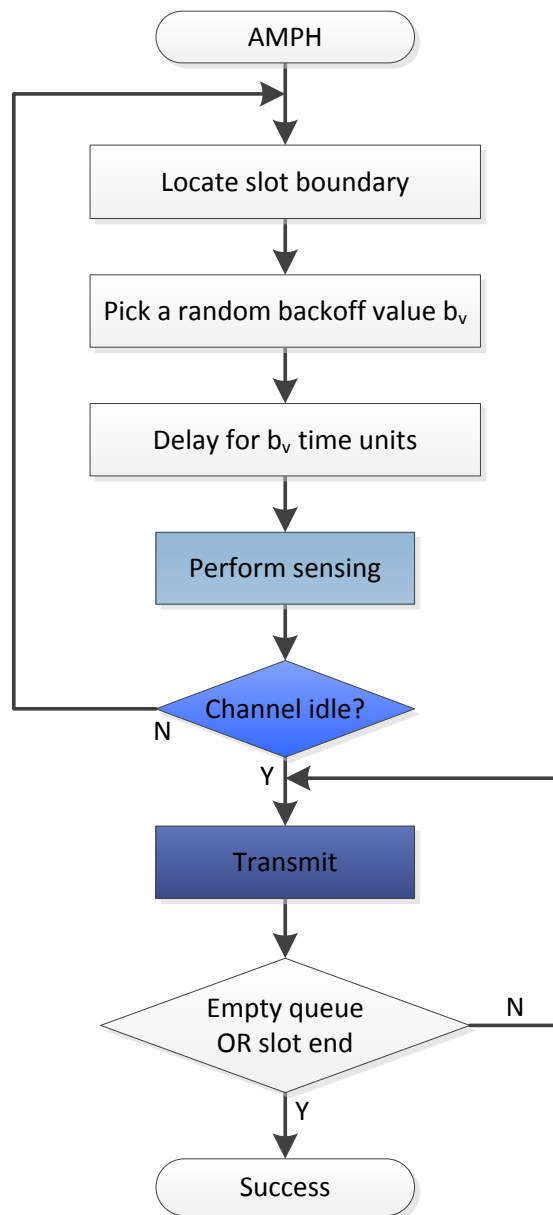 AMPH
Locate slot boundary
Pick a random backoff value bᵥ
Delay for bᵥ time units
Perform sensing
Channel idle?
N
Y
Transmit
Empty queue
OR slot end
N
Y
Success